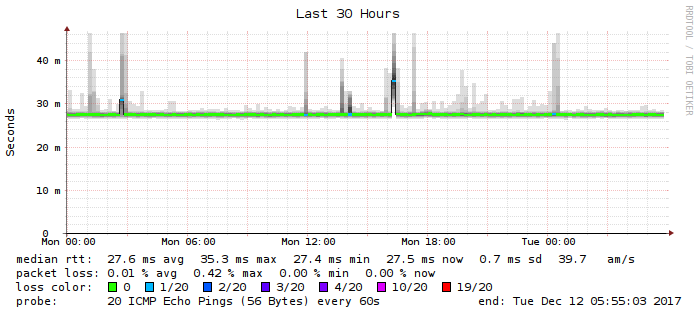 Last 30 Hours
RRDTOOL / TOBI OETIKER
Seconds
40 m
30 m
20 m
10 m
0
Mon 00:00 Mon 06:00 Mon 12:00 Mon 18:00 Tue 00:00
median rtt: 27.6 ms avg 35.3 ms max 27.4 ms min 27.5 ms now 0.7 ms sd 39.7 am/s
packet loss: 0.01 % avg 0.42 % max 0.00 % min 0.00 % now
loss color: 0 1/20 2/20 3/20 4/20 10/20 19/20
probe: 20 ICMP Echo Pings (56 Bytes) every 60s end: Tue Dec 12 05:55:03 2017